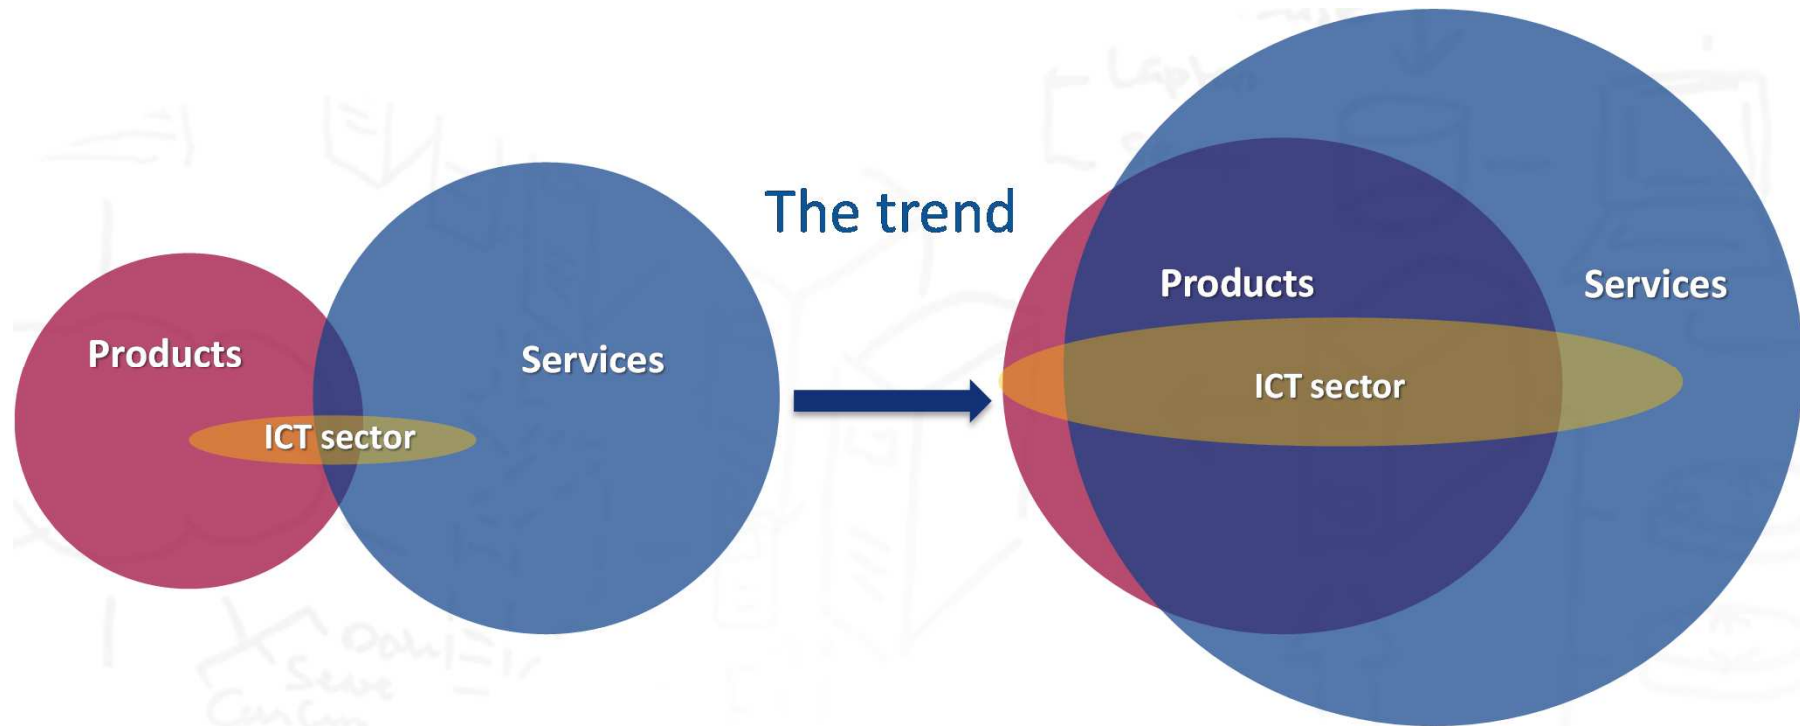 Products
Services
ICT sector
The trend
Products
Services
ICT sector